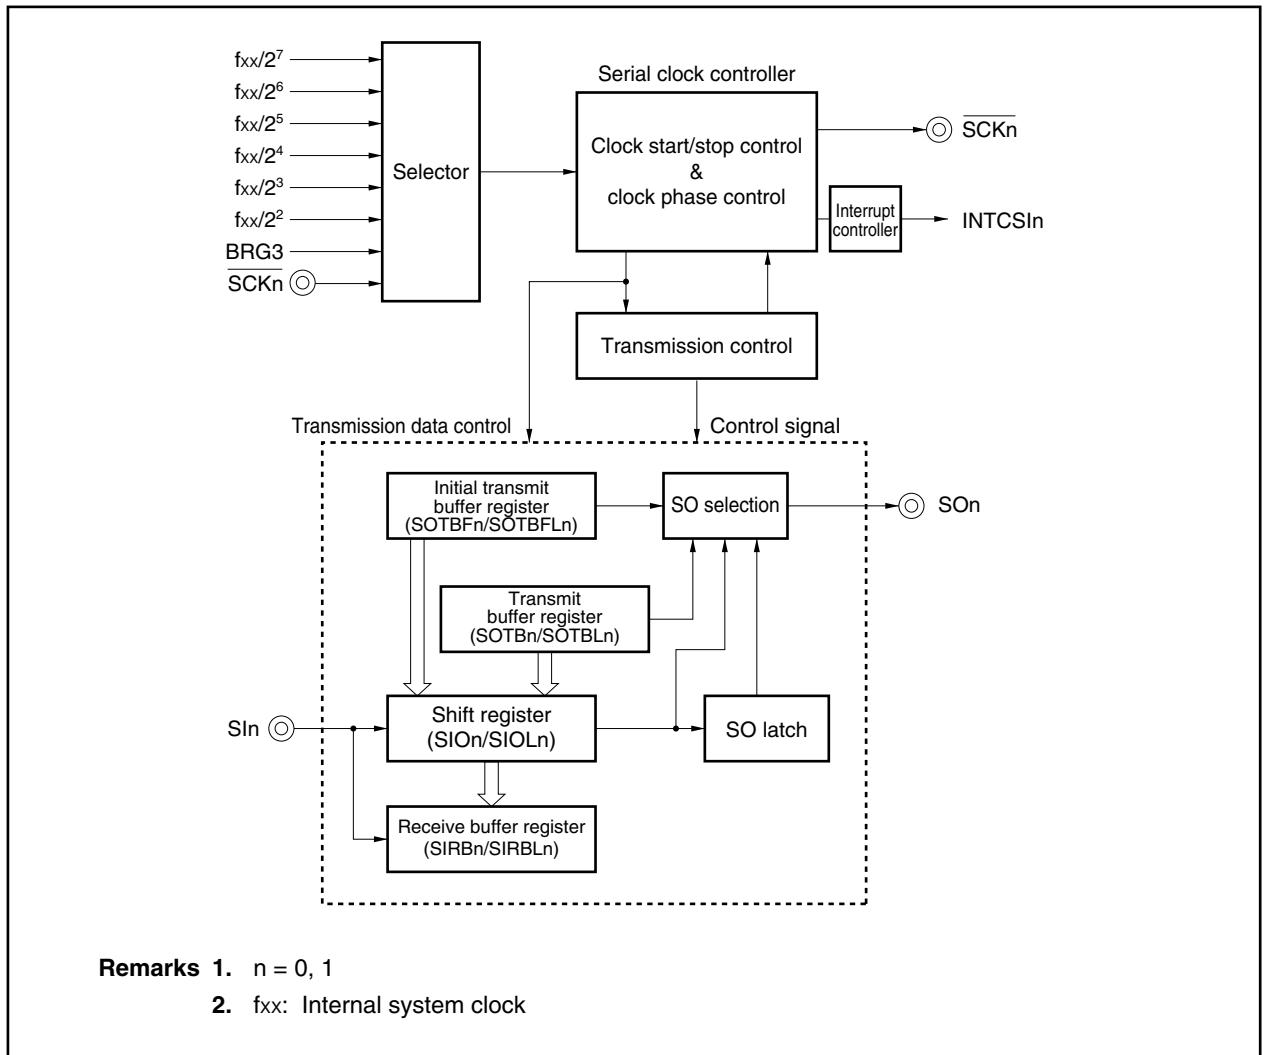 fxx/2⁷
fxx/2⁶
fxx/2⁵
fxx/2⁴
fxx/2³
fxx/2²
BRG3
SCKn
Selector
Serial clock controller
Clock start/stop control
&
clock phase control
SCKn
Interrupt
controller
INTCSIn
Transmission control
Transmission data control
Control signal
Initial transmit
buffer register
(SOTBFn/SOTBFLn)
SO selection
SOn
Transmit
buffer register
(SOTBn/SOTBLn)
SIn
Shift register
(SIOn/SIOLn)
SO latch
Receive buffer register
(SIRBn/SIRBLn)
Remarks 1. n = 0, 1
2. fxx: Internal system clock